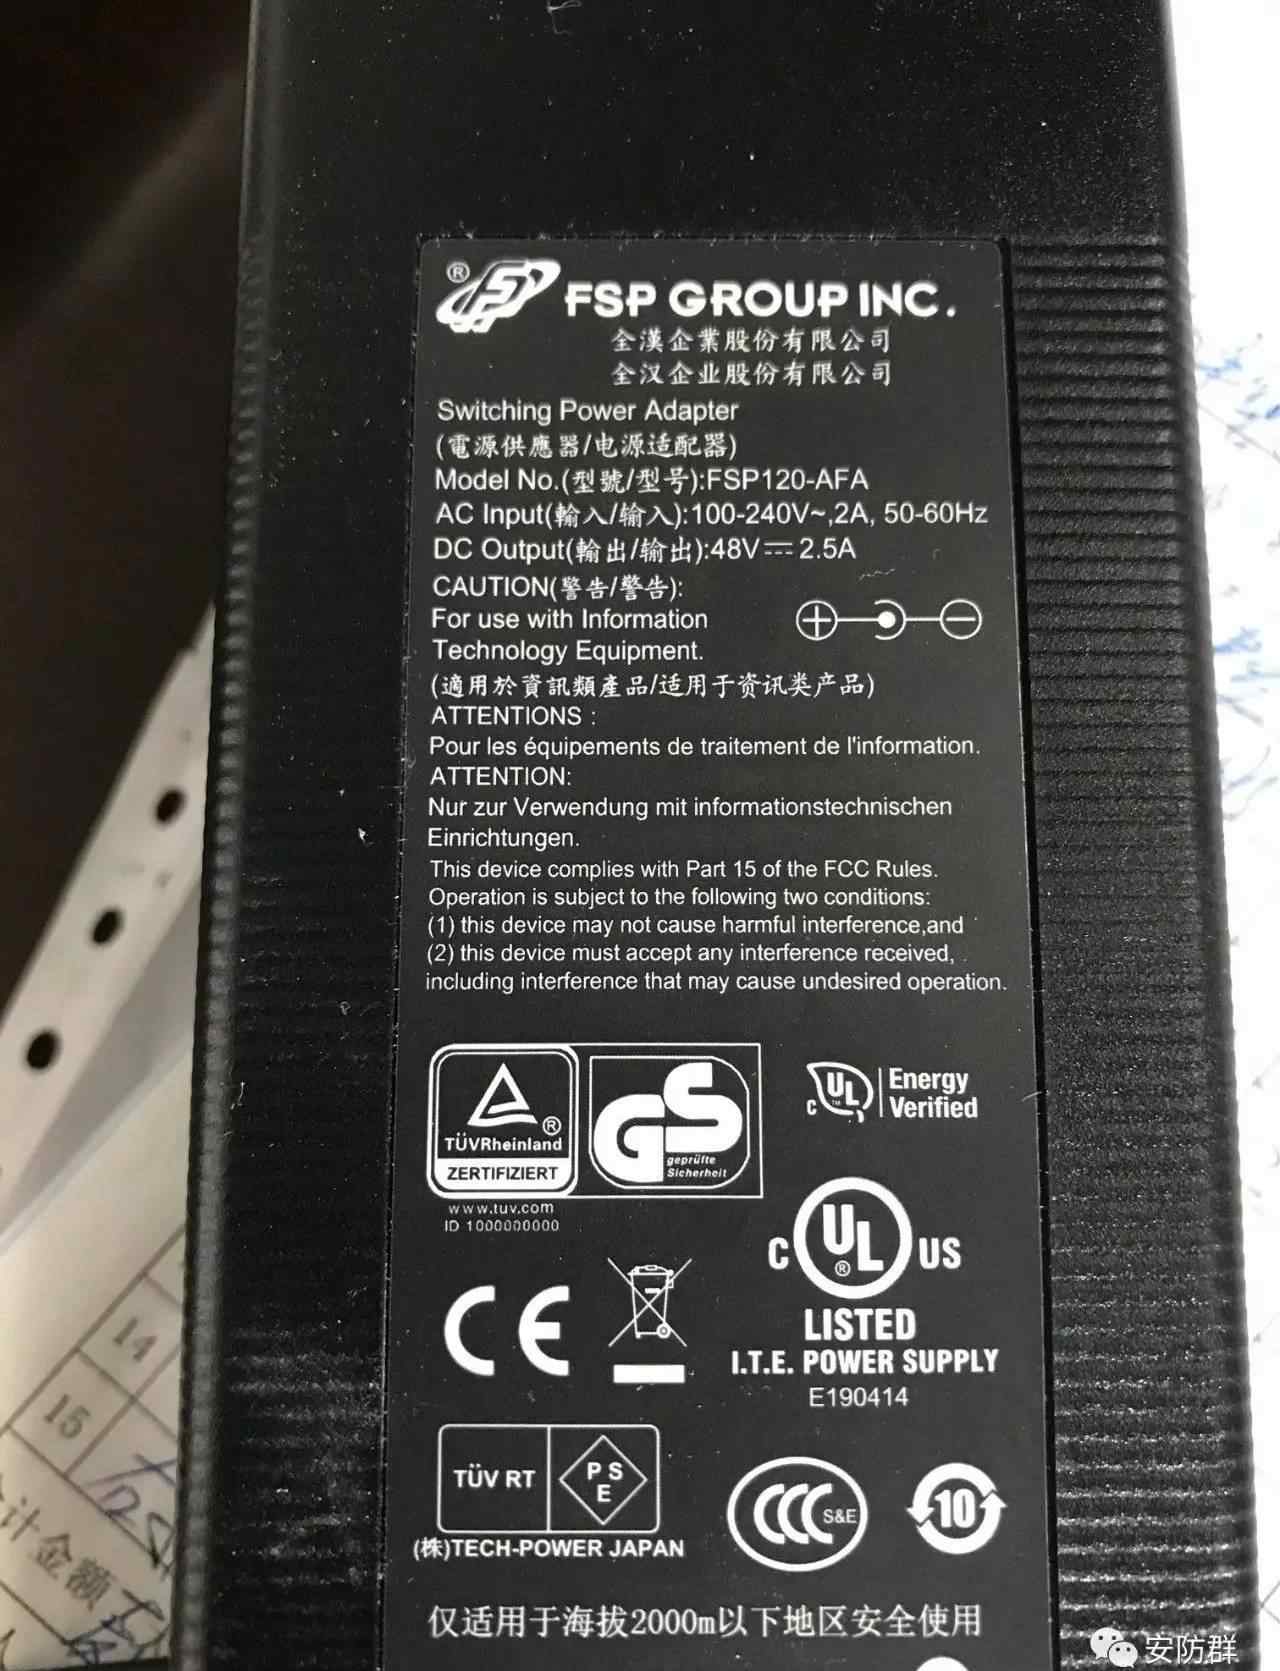 ® FSP GROUP INC.
全漢企業股份有限公司
全汉企业股份有限公司
Switching Power Adapter
(電源供應器/电源适配器)
Model No.(型號/型号):FSP120-AFA
AC Input(輸入/输入):100-240V~,2A, 50-60Hz
DC Output(輸出/输出):48V⎓2.5A
CAUTION(警告/警告):
For use with Information
Technology Equipment.
(適用於資訊類產品/适用于资讯类产品)
ATTENTIONS :
Pour les équipements de traitement de l'information.
ATTENTION:
Nur zur Verwendung mit informationstechnischen
Einrichtungen.
This device complies with Part 15 of the FCC Rules.
Operation is subject to the following two conditions:
(1) this device may not cause harmful interference,and
(2) this device must accept any interference received,
including interference that may cause undesired operation.
TÜVRheinland ®
ZERTIFIZIERT
www.tuv.com
ID 1000000000
GS
geprüfte
Sicherheit
c UL ™ Energy
Verified
C UL ® US
LISTED
I.T.E. POWER SUPPLY
E190414
CE
TÜV RT
PS
E
(株)TECH-POWER JAPAN
CCC S&E
10
仅适用于海拔2000m以下地区安全使用
14
15
计金额
安防群